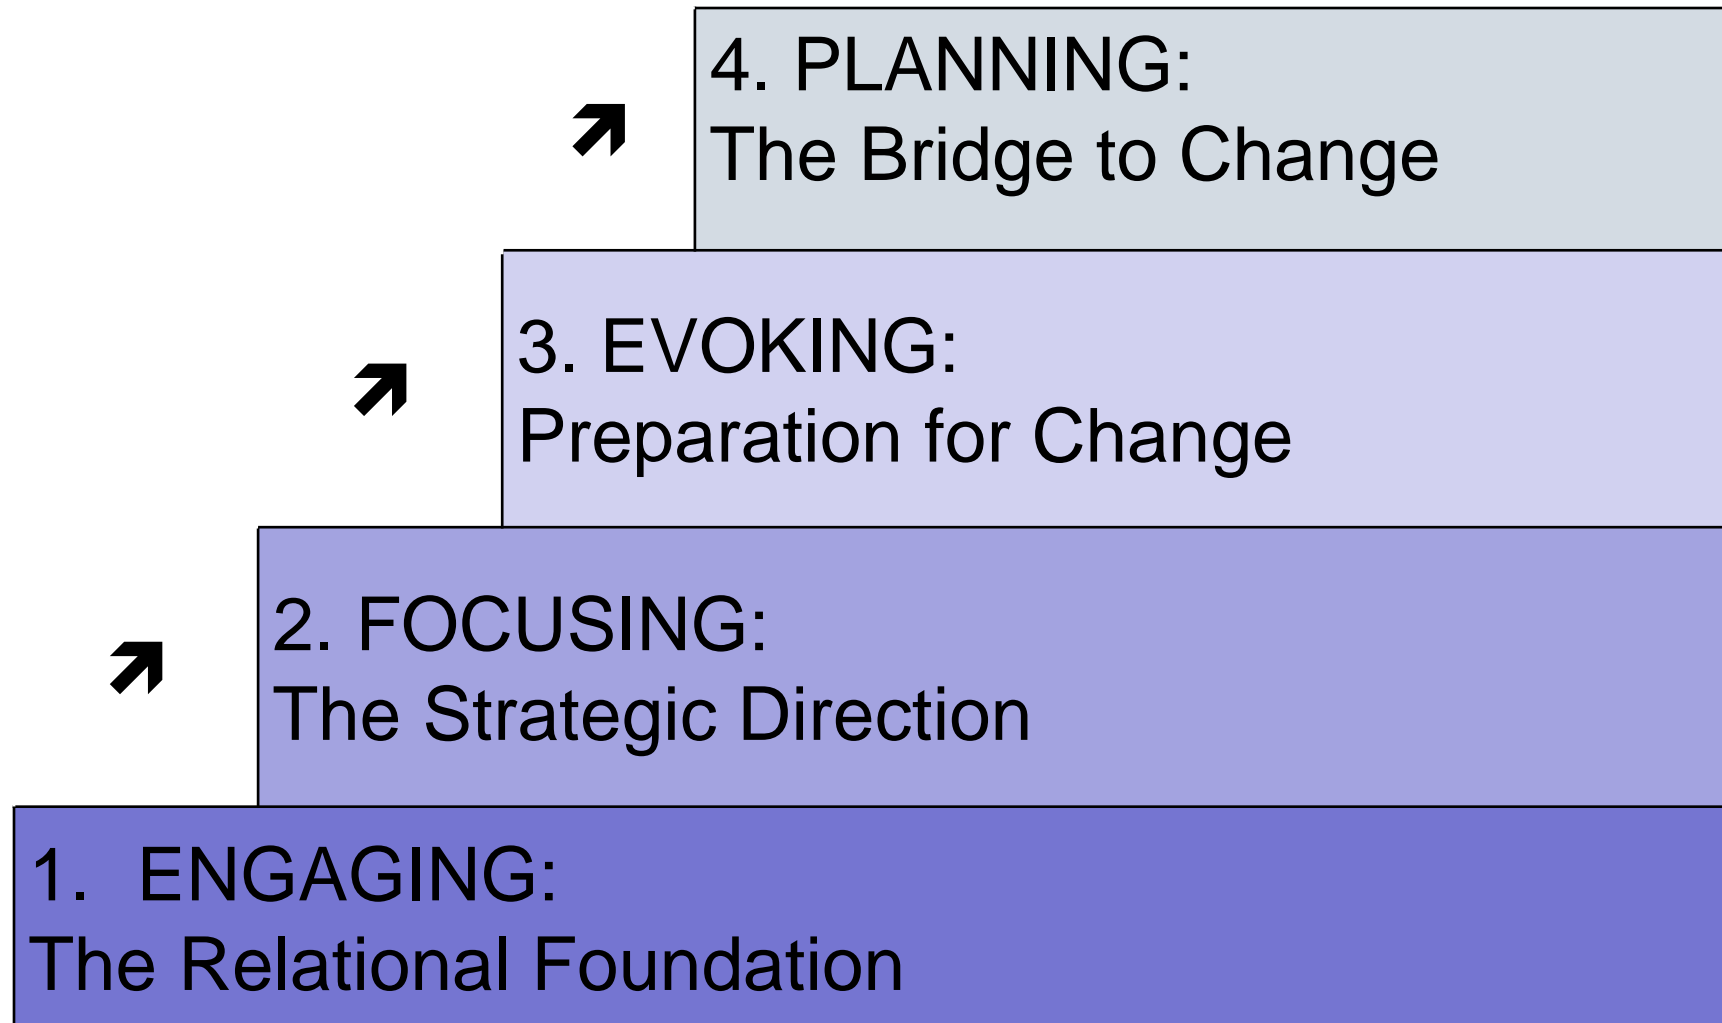 4. PLANNING:
The Bridge to Change
3. EVOKING:
Preparation for Change
2. FOCUSING:
The Strategic Direction
1. ENGAGING:
The Relational Foundation